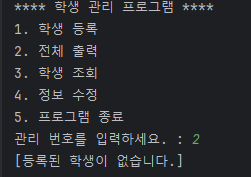 **** 학생 관리 프로그램 ****
1. 학생 등록
2. 전체 출력
3. 학생 조회
4. 정보 수정
5. 프로그램 종료
관리 번호를 입력하세요. : 2
[등록된 학생이 없습니다.]